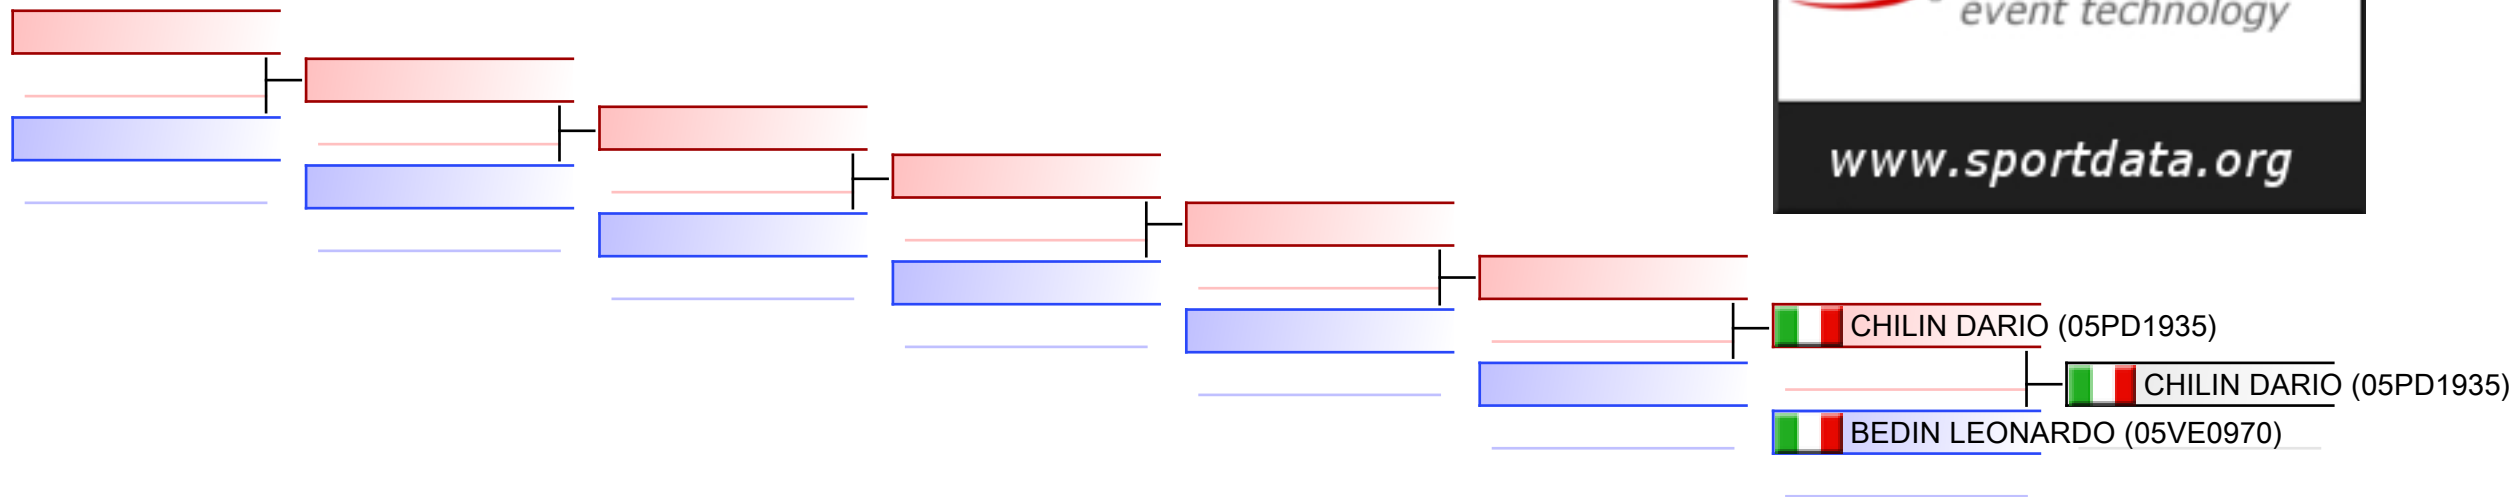 event technology
www.sportdata.org
CHILIN DARIO (05PD1935)
CHILIN DARIO (05PD1935)
BEDIN LEONARDO (05VE0970)